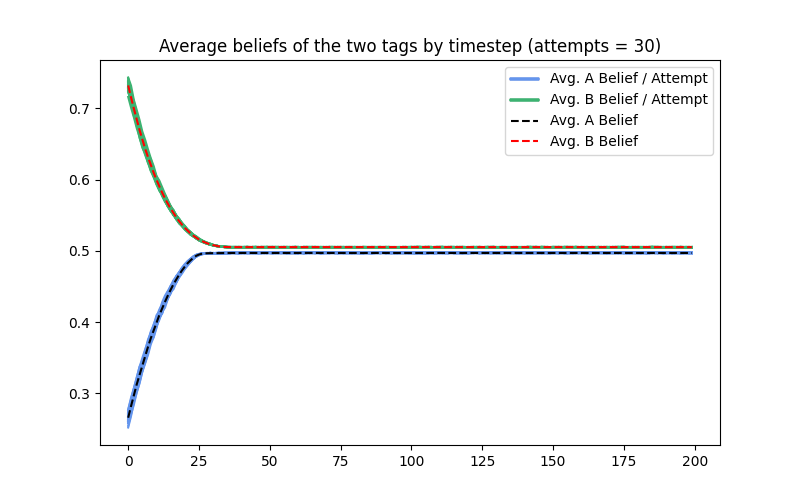 Average beliefs of the two tags by timestep (attempts = 30)
Avg. A Belief / Attempt
Avg. B Belief / Attempt
Avg. A Belief
Avg. B Belief
0.7
0.6
0.5
0.4
0.3
0 25 50 75 100 125 150 175 200